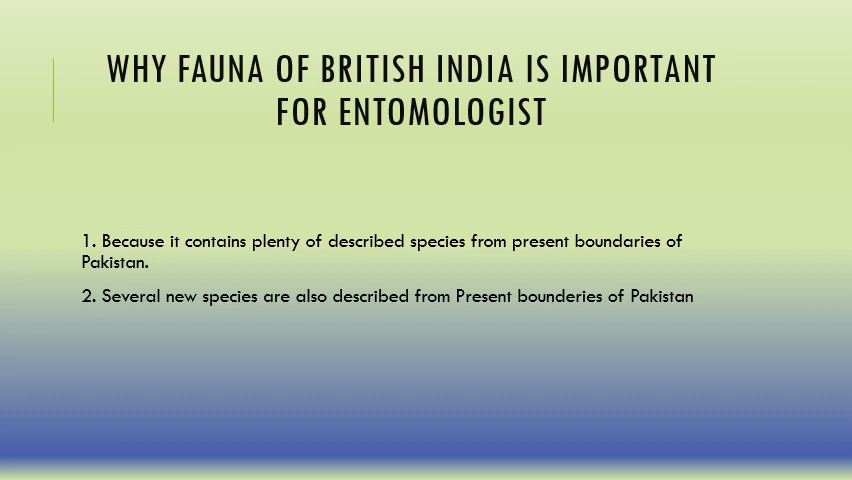 WHY FAUNA OF BRITISH INDIA IS IMPORTANT
FOR ENTOMOLOGIST
1. Because it contains plenty of described species from present boundaries of
Pakistan.
2. Several new species are also described from Present bounderies of Pakistan